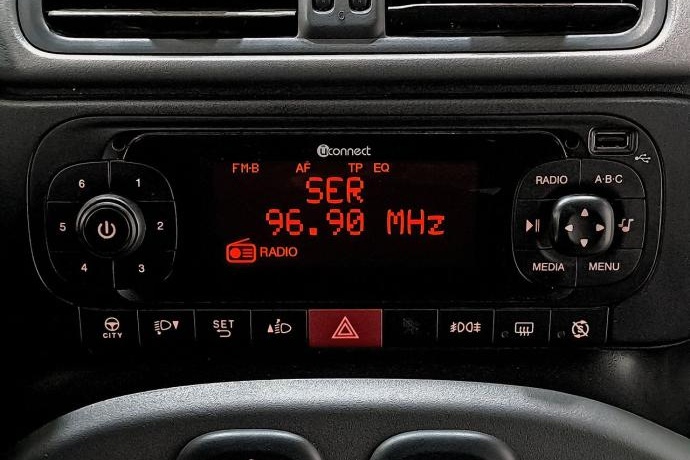 Uconnect
FM-B AF TP EQ
SER
96.90 MHz
RADIO
6 1
5 2
4 3
RADIO A·B·C
MEDIA MENU
CITY
SET
0